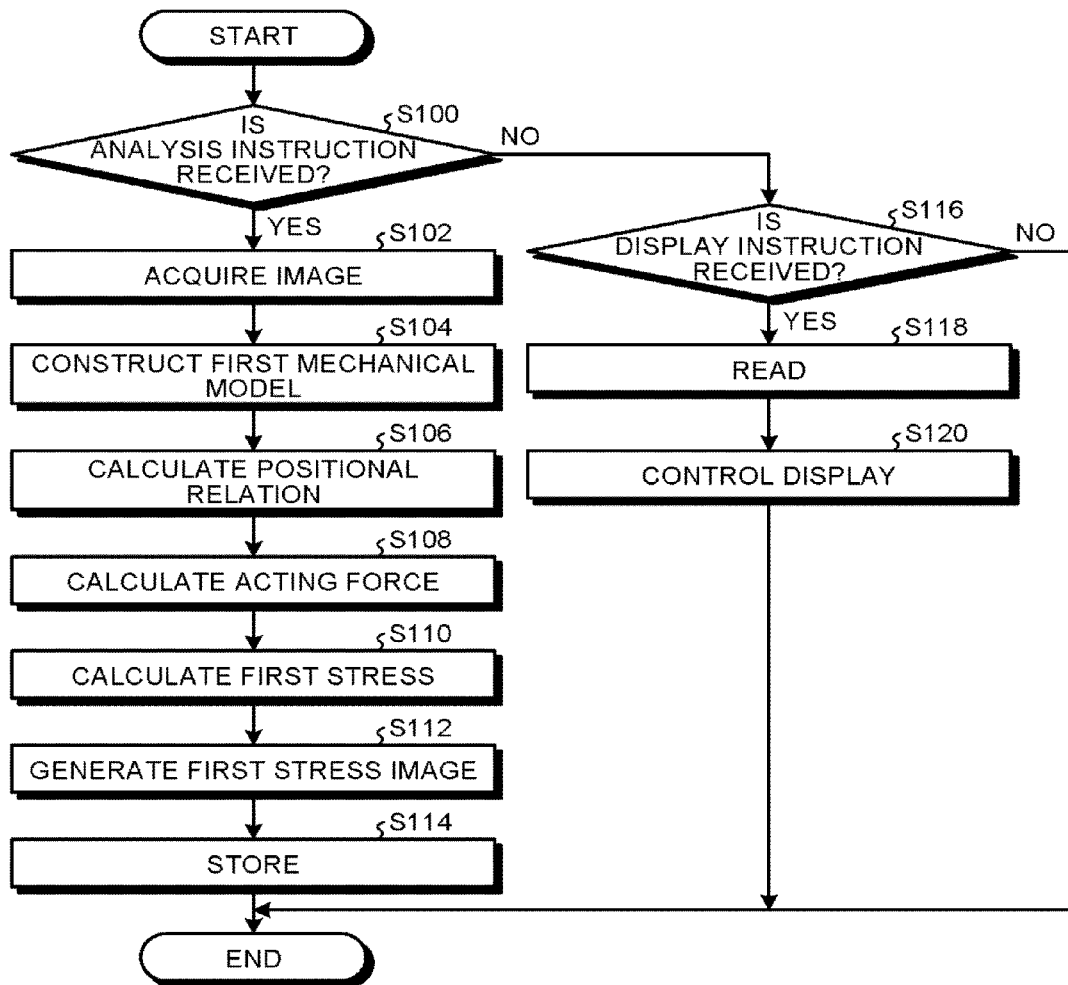 START
S100
IS
ANALYSIS INSTRUCTION
RECEIVED?
NO
YES
S102
ACQUIRE IMAGE
S104
CONSTRUCT FIRST MECHANICAL
MODEL
S106
CALCULATE POSITIONAL
RELATION
S108
CALCULATE ACTING FORCE
S110
CALCULATE FIRST STRESS
S112
GENERATE FIRST STRESS IMAGE
S114
STORE
END
S116
IS
DISPLAY INSTRUCTION
RECEIVED?
NO
YES
S118
READ
S120
CONTROL DISPLAY